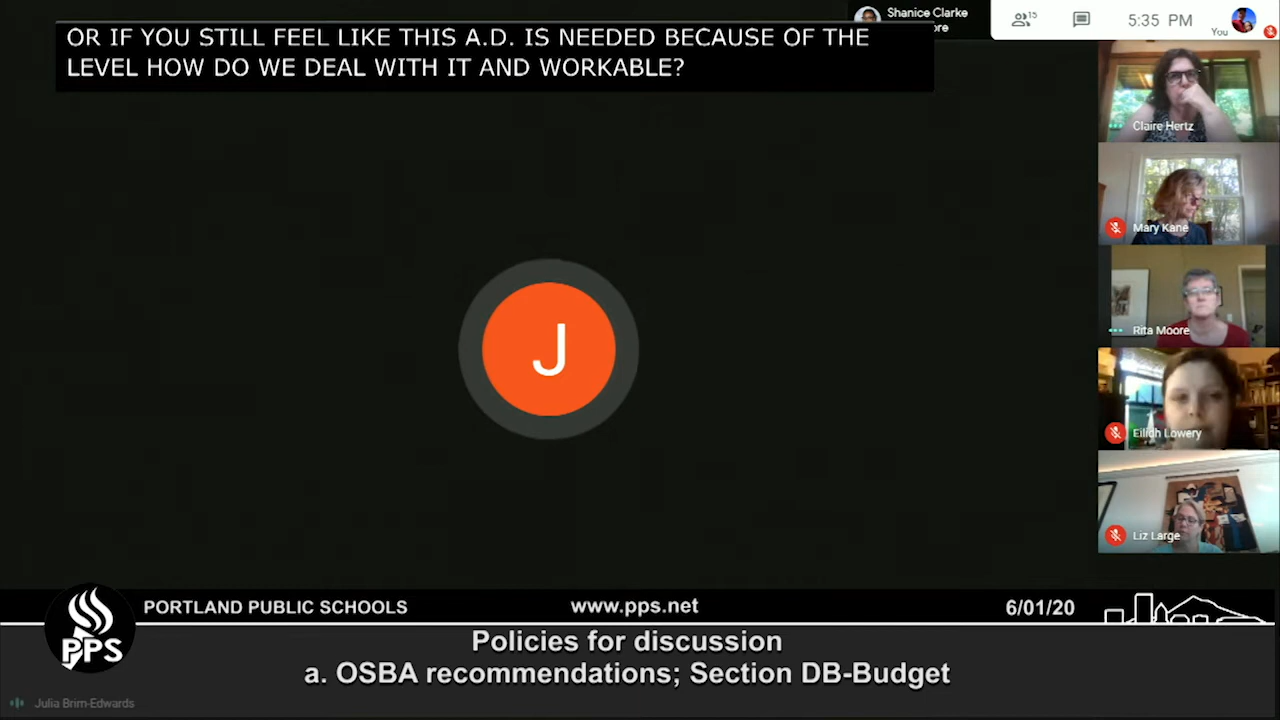 OR IF YOU STILL FEEL LIKE THIS A.D. IS NEEDED BECAUSE OF THE
LEVEL HOW DO WE DEAL WITH IT AND WORKABLE?
Shanice Clarke
ore
15
5:35 PM
You
Claire Hertz
Mary Kane
Rita Moore
J
Eilidh Lowery
Liz Large
PPS
PORTLAND PUBLIC SCHOOLS
www.pps.net
6/01/20
Policies for discussion
a. OSBA recommendations; Section DB-Budget
Julia Brim-Edwards